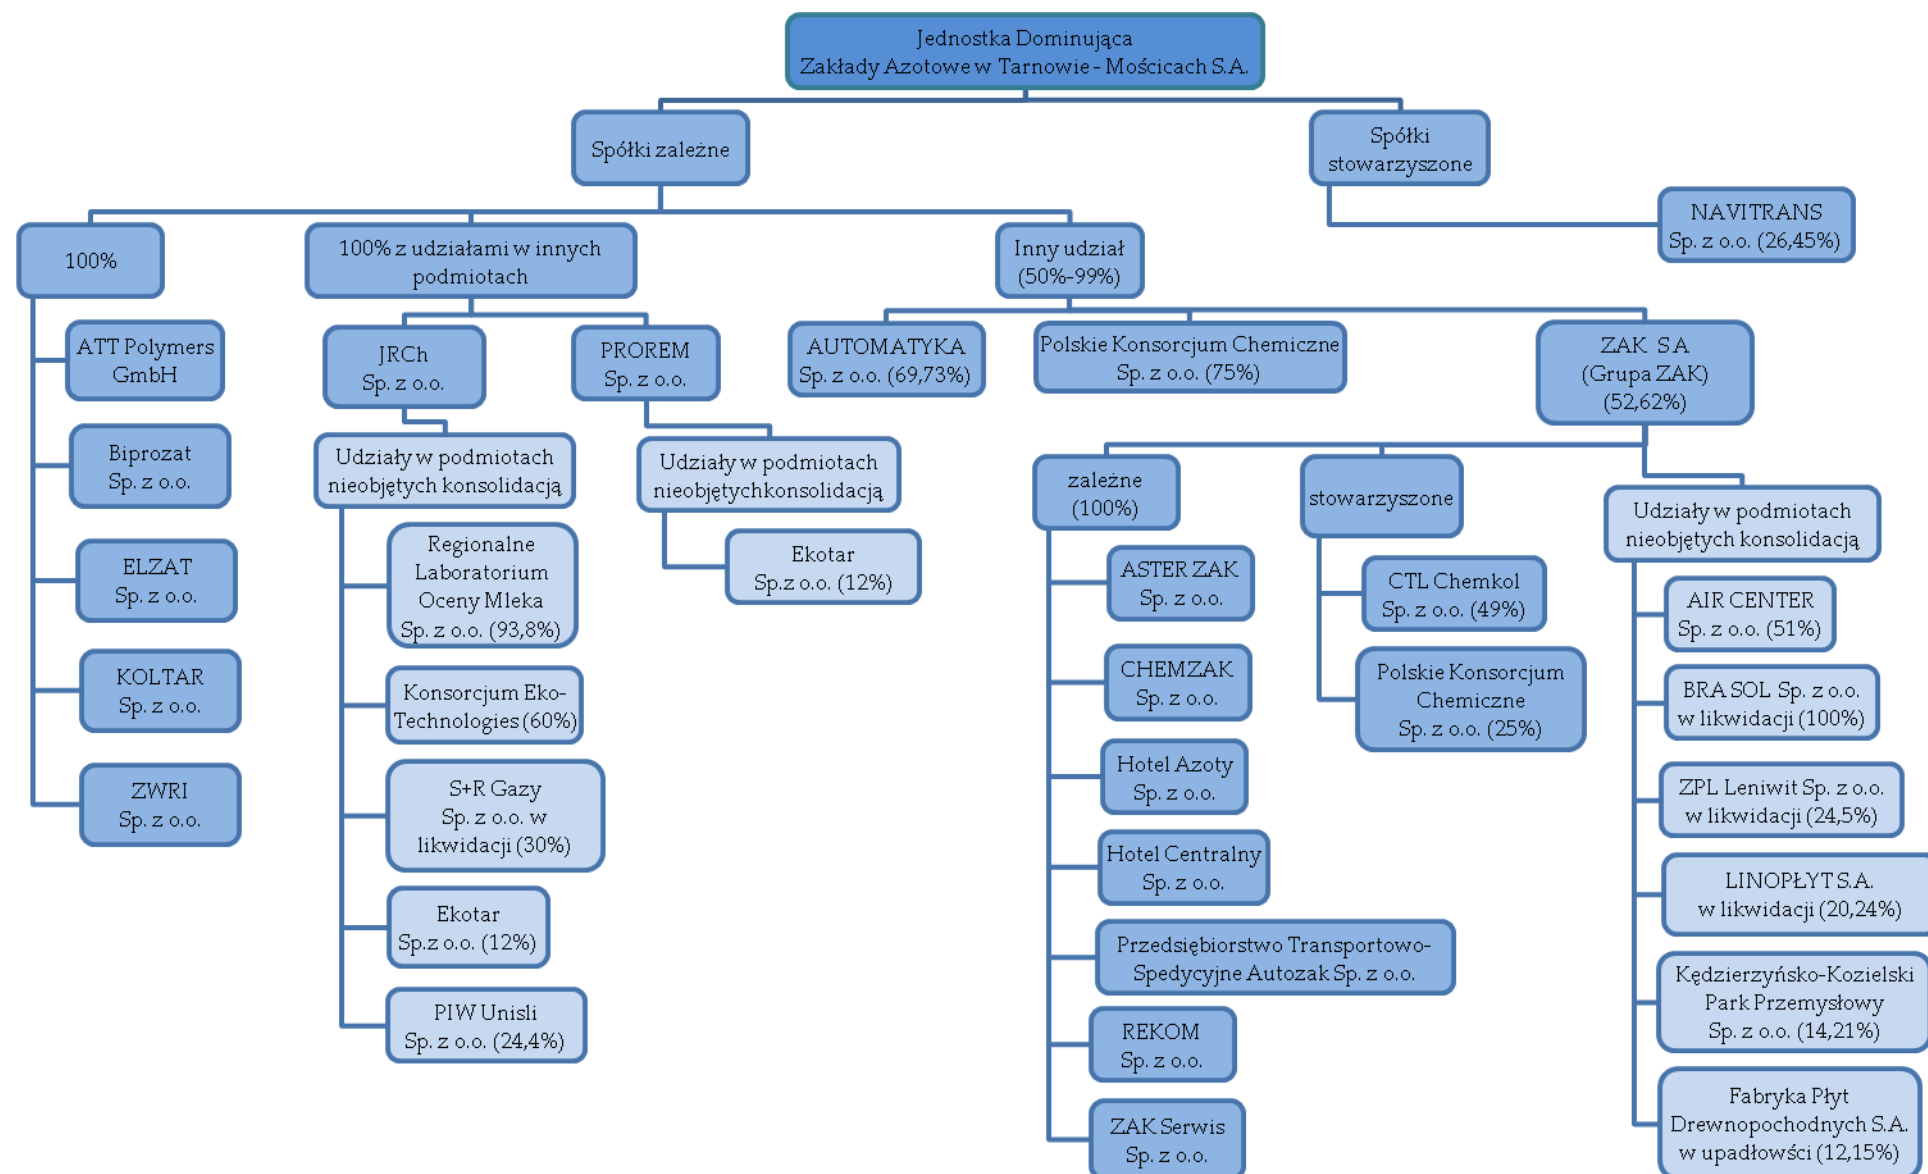 Jednostka Dominująca
Zakłady Azotowe w Tarnowie - Mościcach S.A.
Spółki zależne
Spółki
stowarzyszone
NAVITRANS
Sp. z o.o. (26,45%)
100%
100% z udziałami w innych
podmiotach
Inny udział
(50%-99%)
ATT Polymers
GmbH
Biprozat
Sp. z o.o.
ELZAT
Sp. z o.o.
KOLTAR
Sp. z o.o.
ZWRI
Sp. z o.o.
JRCh
Sp. z o.o.
Udziały w podmiotach
nieobjętych konsolidacją
Regionalne
Laboratorium
Oceny Mleka
Sp. z o.o. (93,8%)
Konsorcjum Eko-
Technologies (60%)
S+R Gazy
Sp. z o.o. w
likwidacji (30%)
Ekotar
Sp.z o.o. (12%)
PIW Unisli
Sp. z o.o. (24,4%)
PROREM
Sp. z o.o.
Udziały w podmiotach
nieobjętychkonsolidacją
Ekotar
Sp.z o.o. (12%)
AUTOMATYKA
Sp. z o.o. (69,73%)
Polskie Konsorcjum Chemiczne
Sp. z o.o. (75%)
ZAK S.A
(Grupa ZAK)
(52,62%)
zależne
(100%)
ASTER ZAK
Sp. z o.o.
CHEMZAK
Sp. z o.o.
Hotel Azoty
Sp. z o.o.
Hotel Centralny
Sp. z o.o.
Przedsiębiorstwo Transportowo-
Spedycyjne Autozak Sp. z o.o.
REKOM
Sp. z o.o.
ZAK Serwis
Sp. z o.o.
stowarzyszone
CTL Chemkol
Sp. z o.o. (49%)
Polskie Konsorcjum
Chemiczne
Sp. z o.o. (25%)
Udziały w podmiotach
nieobjętych konsolidacją
AIR CENTER
Sp. z o.o. (51%)
BRA SOL Sp. z o.o.
w likwidacji (100%)
ZPL Leniwit Sp. z o.o.
w likwidacji (24,5%)
LINOPŁYT S.A.
w likwidacji (20,24%)
Kędzierzyńsko-Kozielski
Park Przemysłowy
Sp. z o.o. (14,21%)
Fabryka Płyt
Drewnopochodnych S.A.
w upadłowści (12,15%)